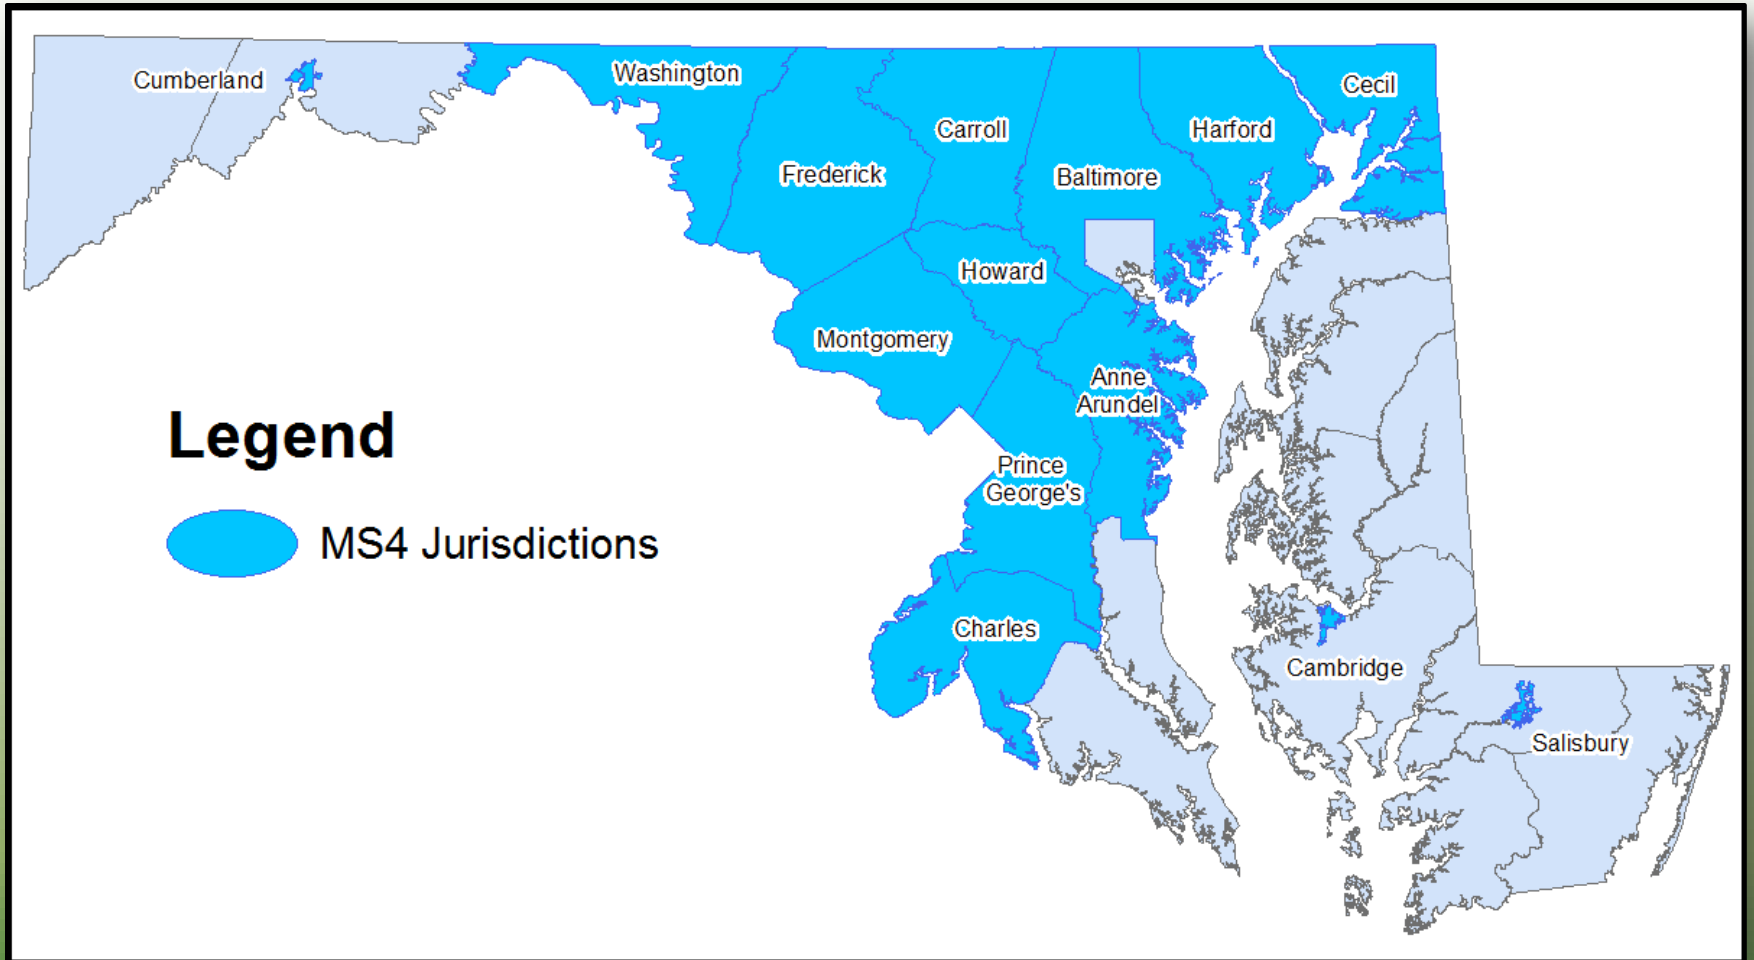 Cumberland
Washington
Cecil
Carroll
Harford
Frederick
Baltimore
Howard
Montgomery
Anne
Arundel
Legend
Prince
George's
MS4 Jurisdictions
Charles
Cambridge
Salisbury